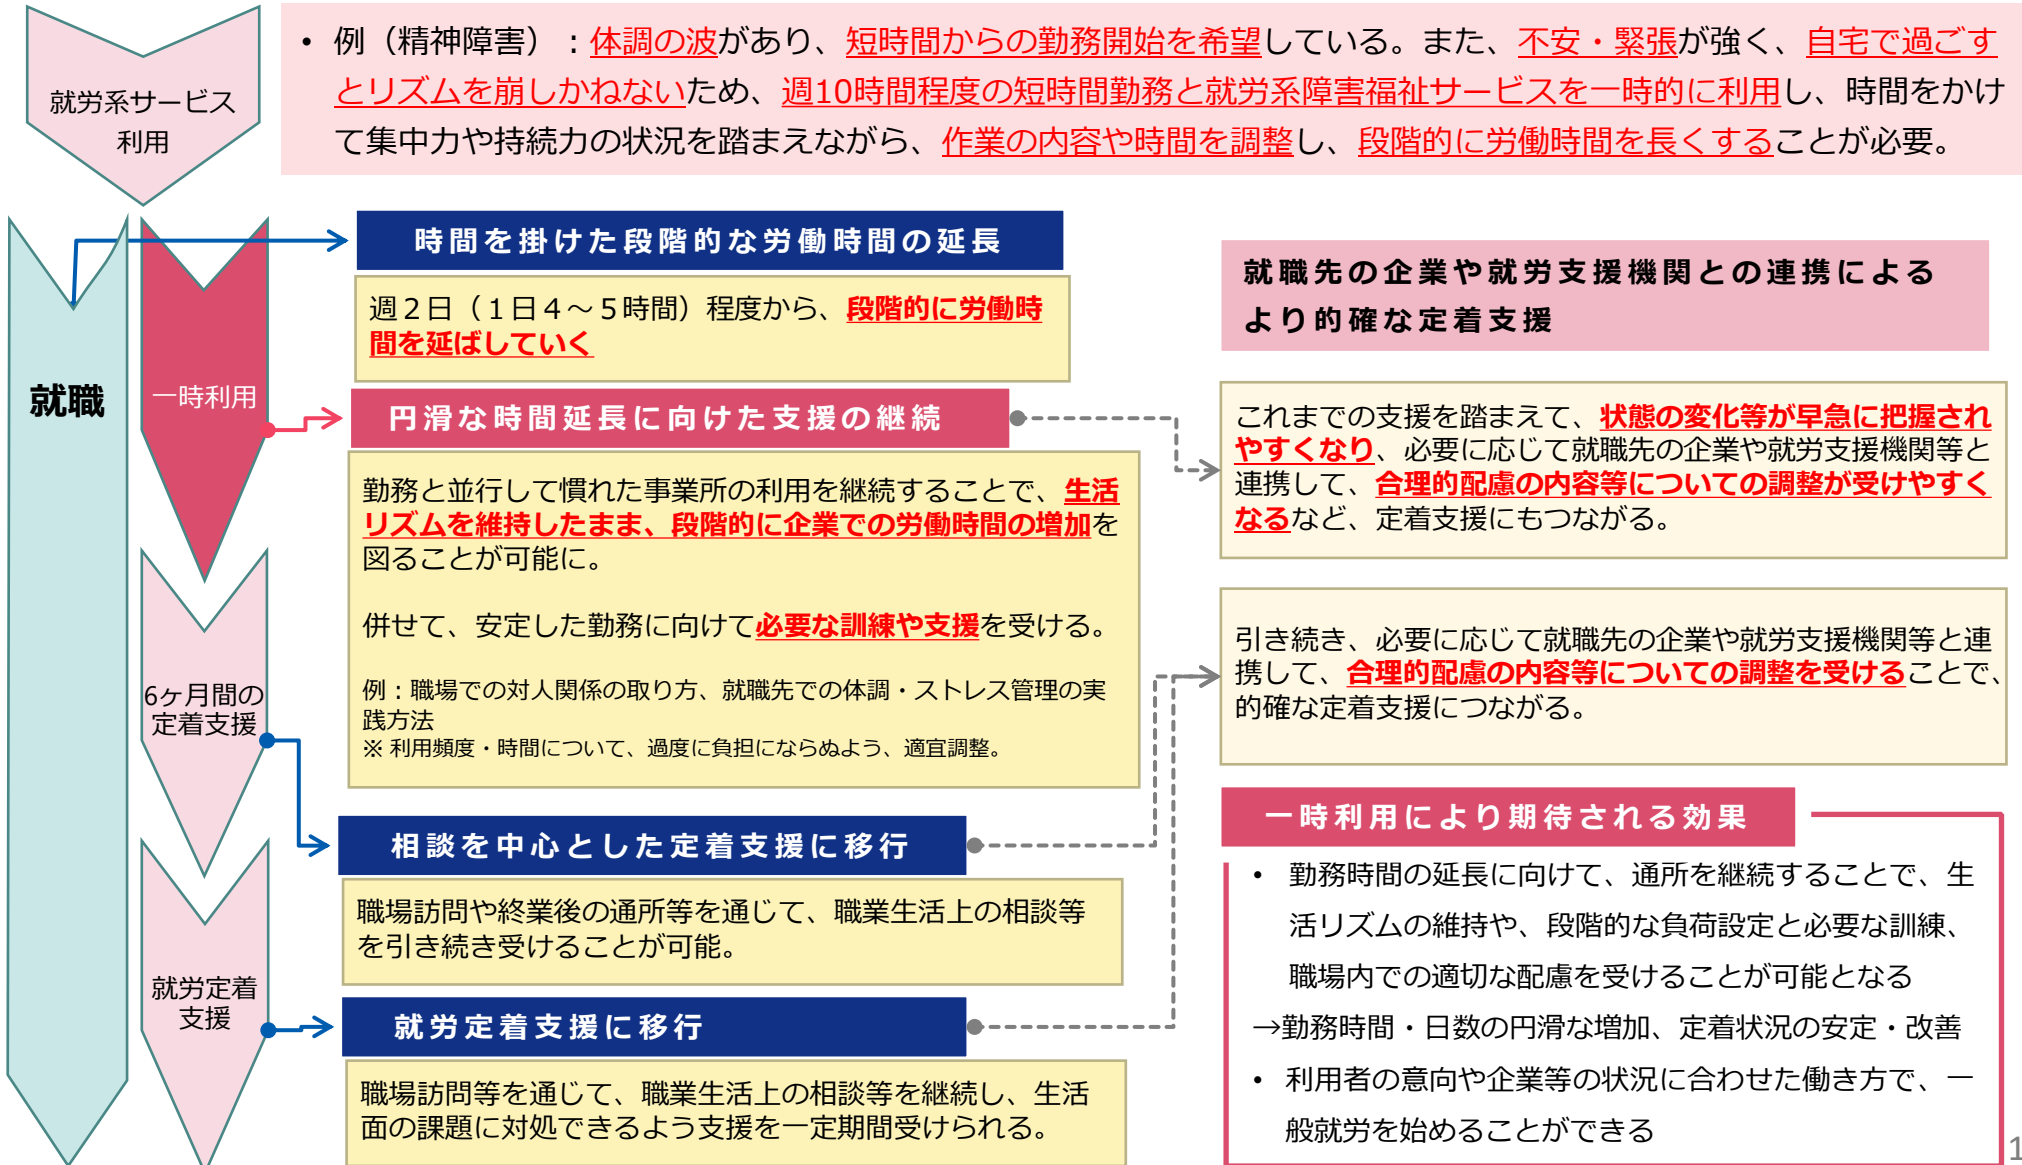 就労系サービス
利用
• 例（精神障害）：体調の波があり、短時間からの勤務開始を希望している。また、不安・緊張が強く、自宅で過ごす
とリズムを崩しかねないため、週10時間程度の短時間勤務と就労系障害福祉サービスを一時的に利用し、時間をかけ
て集中力や持続力の状況を踏まえながら、作業の内容や時間を調整し、段階的に労働時間を長くすることが必要。
就職
一時利用
6ヶ月間の
定着支援
就労定着
支援
時間を掛けた段階的な労働時間の延長
週２日（１日４～５時間）程度から、段階的に労働時
間を延ばしていく
円滑な時間延長に向けた支援の継続
勤務と並行して慣れた事業所の利用を継続することで、生活
リズムを維持したまま、段階的に企業での労働時間の増加を
図ることが可能に。
併せて、安定した勤務に向けて必要な訓練や支援を受ける。
例：職場での対人関係の取り方、就職先での体調・ストレス管理の実
践方法
※ 利用頻度・時間について、過度に負担にならぬよう、適宜調整。
相談を中心とした定着支援に移行
職場訪問や終業後の通所等を通じて、職業生活上の相談等
を引き続き受けることが可能。
就労定着支援に移行
職場訪問等を通じて、職業生活上の相談等を継続し、生活
面の課題に対処できるよう支援を一定期間受けられる。
就職先の企業や就労支援機関との連携による
より的確な定着支援
これまでの支援を踏まえて、状態の変化等が早急に把握され
やすくなり、必要に応じて就職先の企業や就労支援機関等と
連携して、合理的配慮の内容等についての調整が受けやすく
なるなど、定着支援にもつながる。
引き続き、必要に応じて就職先の企業や就労支援機関等と連
携して、合理的配慮の内容等についての調整を受けることで、
的確な定着支援につながる。
一時利用により期待される効果
• 勤務時間の延長に向けて、通所を継続することで、生
活リズムの維持や、段階的な負荷設定と必要な訓練、
職場内での適切な配慮を受けることが可能となる
→勤務時間・日数の円滑な増加、定着状況の安定・改善
• 利用者の意向や企業等の状況に合わせた働き方で、一
般就労を始めることができる
1